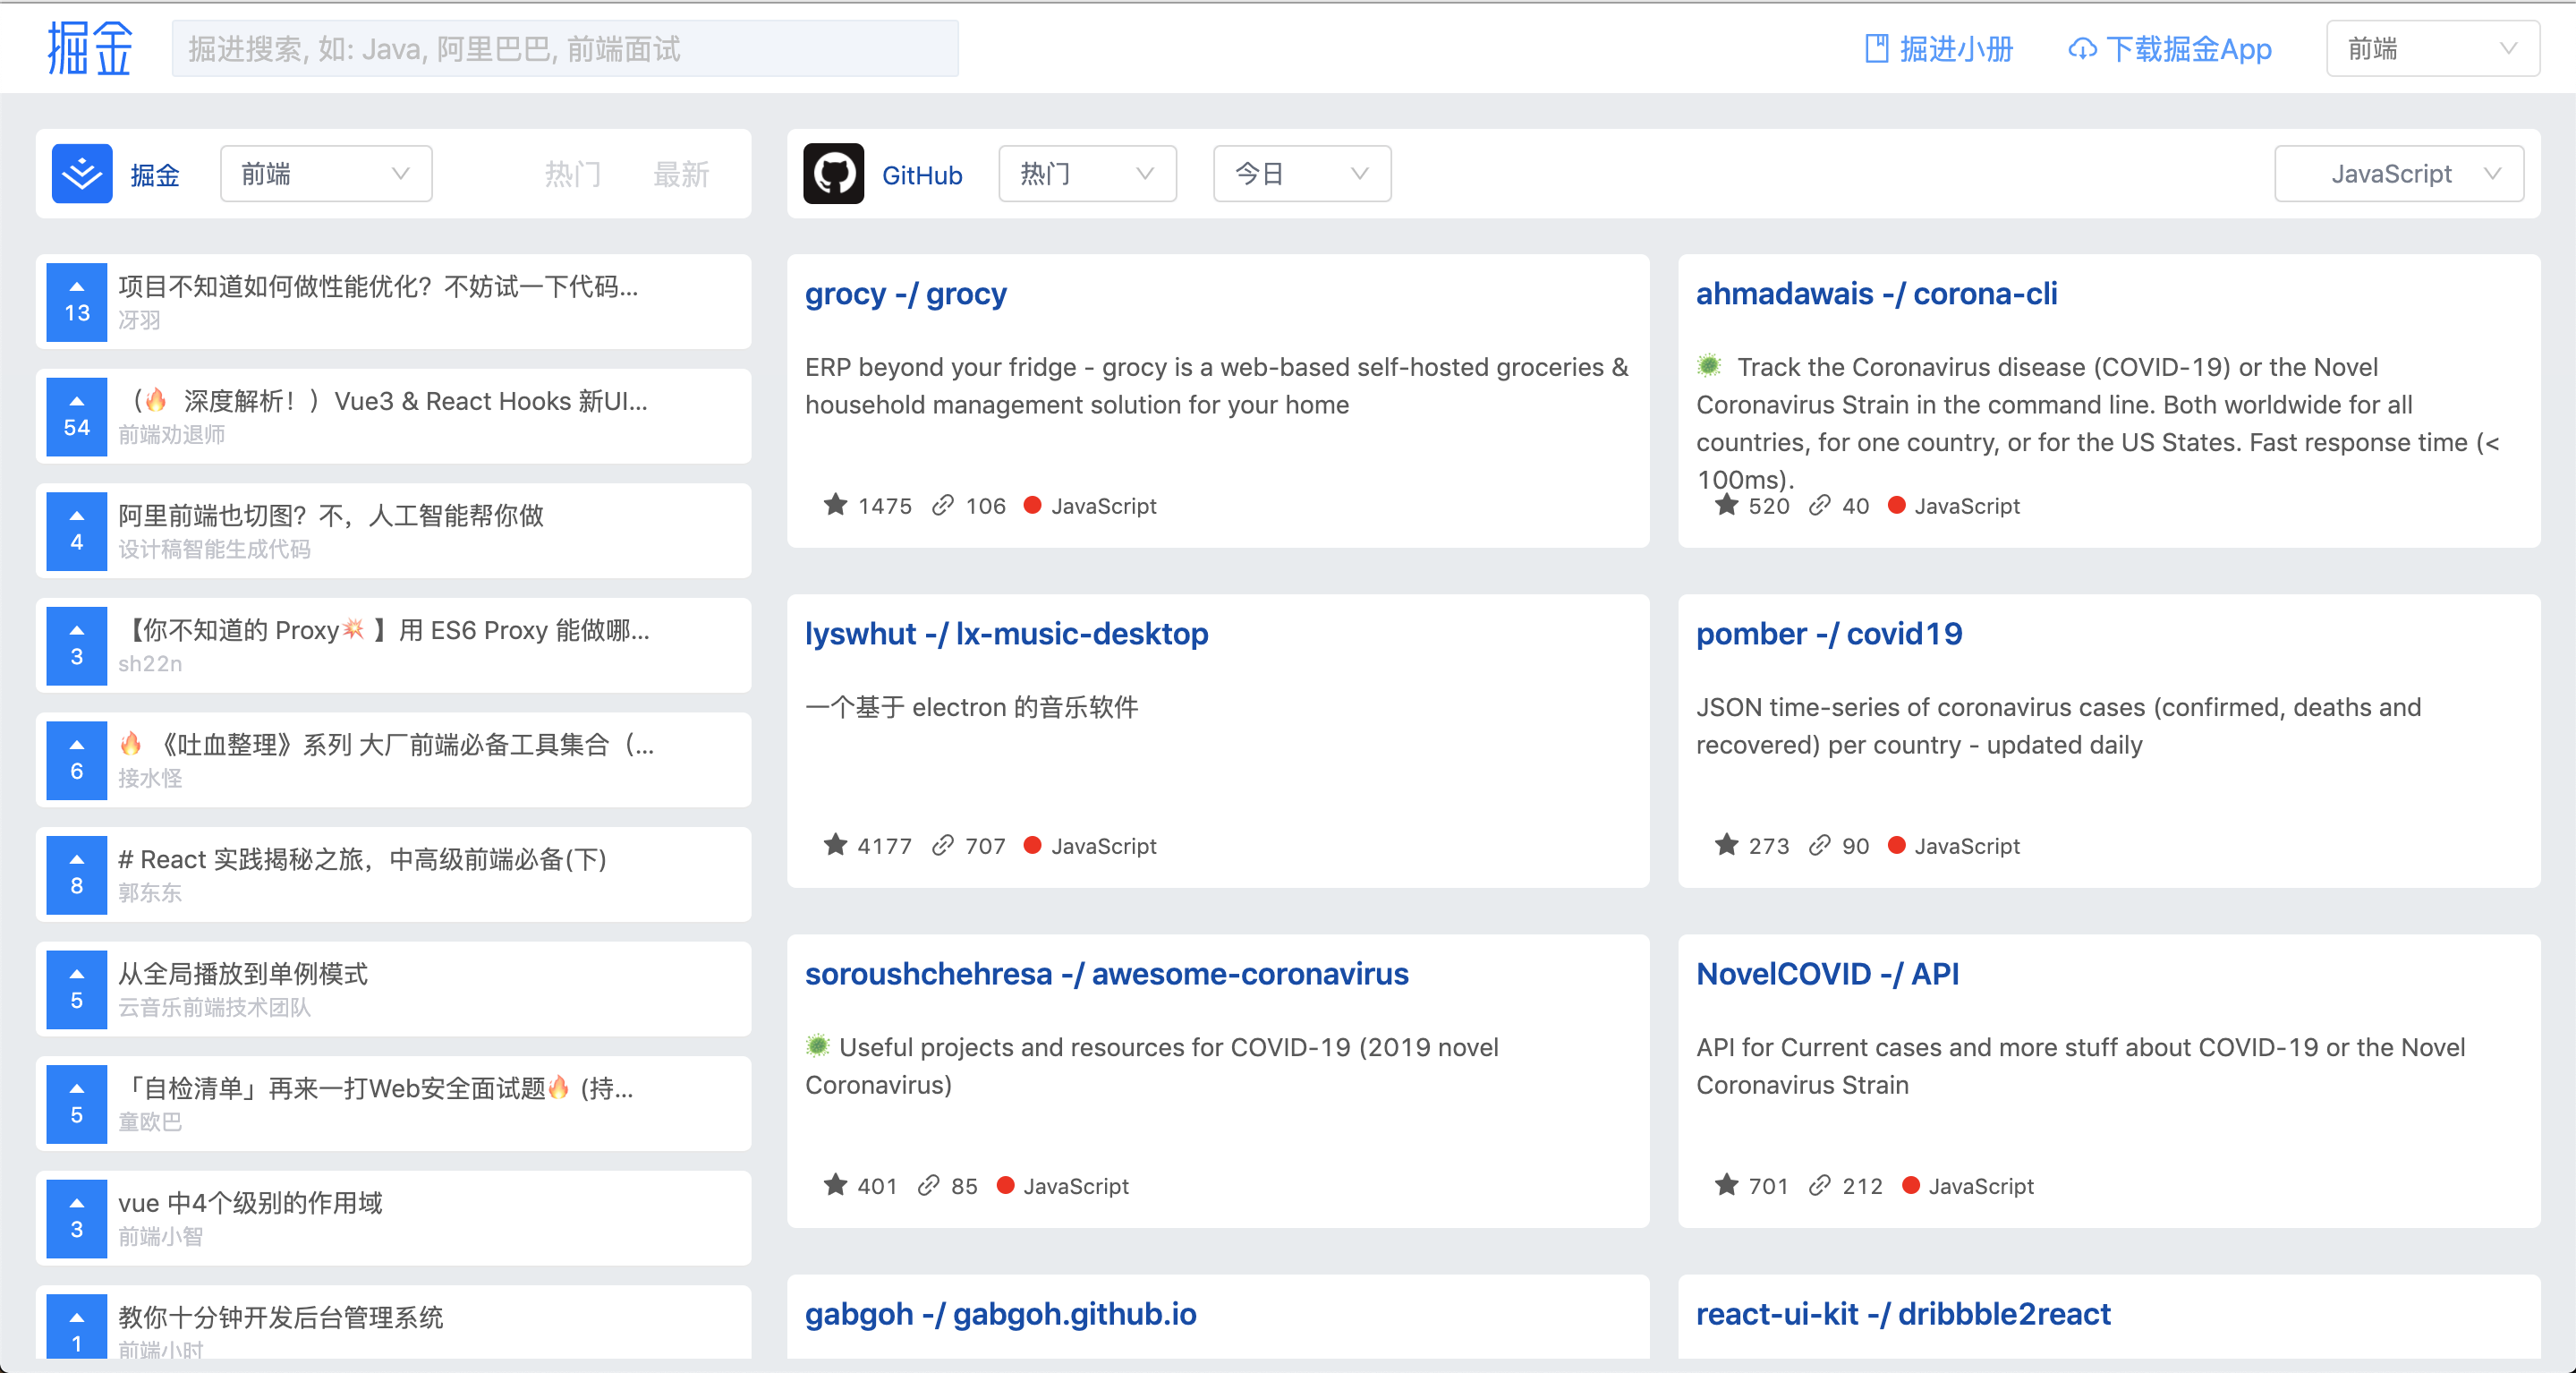 掘金
掘进搜索, 如: Java, 阿里巴巴, 前端面试
掘进小册
下载掘金App
前端
掘金
前端
热门
最新
项目不知道如何做性能优化？不妨试一下代码...
13
冴羽
（🔥 深度解析！）Vue3 & React Hooks 新UI...
54
前端劝退师
阿里前端也切图？不，人工智能帮你做
4
设计稿智能生成代码
【你不知道的 Proxy💥 】用 ES6 Proxy 能做哪...
3
sh22n
🔥 《吐血整理》系列 大厂前端必备工具集合（...
6
接水怪
# React 实践揭秘之旅，中高级前端必备(下)
8
郭东东
从全局播放到单例模式
5
云音乐前端技术团队
「自检清单」再来一打Web安全面试题🔥 (持...
5
童欧巴
vue 中4个级别的作用域
3
前端小智
教你十分钟开发后台管理系统
1
前端小时
GitHub
热门
今日
JavaScript
grocy -/ grocy
ERP beyond your fridge - grocy is a web-based self-hosted groceries &
household management solution for your home
1475 106 JavaScript
ahmadawais -/ corona-cli
🦠 Track the Coronavirus disease (COVID-19) or the Novel
Coronavirus Strain in the command line. Both worldwide for all
countries, for one country, or for the US States. Fast response time (<
100ms).
520 40 JavaScript
lyswhut -/ lx-music-desktop
一个基于 electron 的音乐软件
4177 707 JavaScript
pomber -/ covid19
JSON time-series of coronavirus cases (confirmed, deaths and
recovered) per country - updated daily
273 90 JavaScript
soroushchehresa -/ awesome-coronavirus
🦠 Useful projects and resources for COVID-19 (2019 novel
Coronavirus)
401 85 JavaScript
NovelCOVID -/ API
API for Current cases and more stuff about COVID-19 or the Novel
Coronavirus Strain
701 212 JavaScript
gabgoh -/ gabgoh.github.io
react-ui-kit -/ dribbble2react